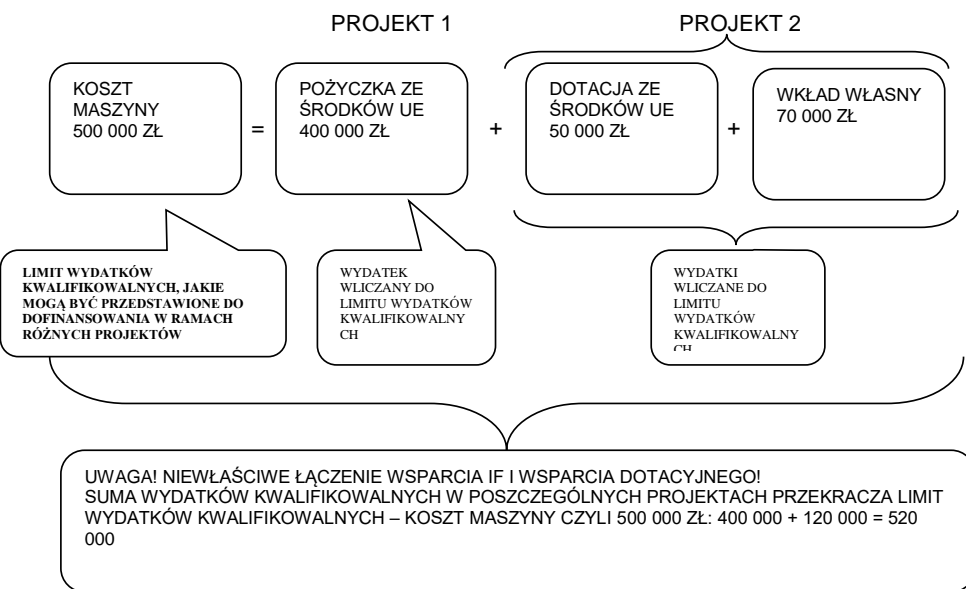 PROJEKT 1
PROJEKT 2
KOSZT
MASZYNY
500 000 ZŁ
=
POŻYCZKA ZE
ŚRODKÓW UE
400 000 ZŁ
+
DOTACJA ZE
ŚRODKÓW UE
50 000 ZŁ
+
WKŁAD WŁASNY
70 000 ZŁ
LIMIT WYDATKÓW
KWALIFIKOWALNYCH, JAKIE
MOGĄ BYĆ PRZEDSTAWIONE DO
DOFINANSOWANIA W RAMACH
RÓŻNYCH PROJEKTÓW
WYDATEK
WLICZANY DO
LIMITU WYDATKÓW
KWALIFIKOWALNY
CH
WYDATKI
WLICZANE DO
LIMITU
WYDATKÓW
KWALIFIKOWALNY
CH
UWAGA! NIEWŁAŚCIWE ŁĄCZENIE WSPARCIA IF I WSPARCIA DOTACYJNEGO!
SUMA WYDATKÓW KWALIFIKOWALNYCH W POSZCZEGÓLNYCH PROJEKTACH PRZEKRACZA LIMIT
WYDATKÓW KWALIFIKOWALNYCH – KOSZT MASZYNY CZYLI 500 000 ZŁ: 400 000 + 120 000 = 520
000